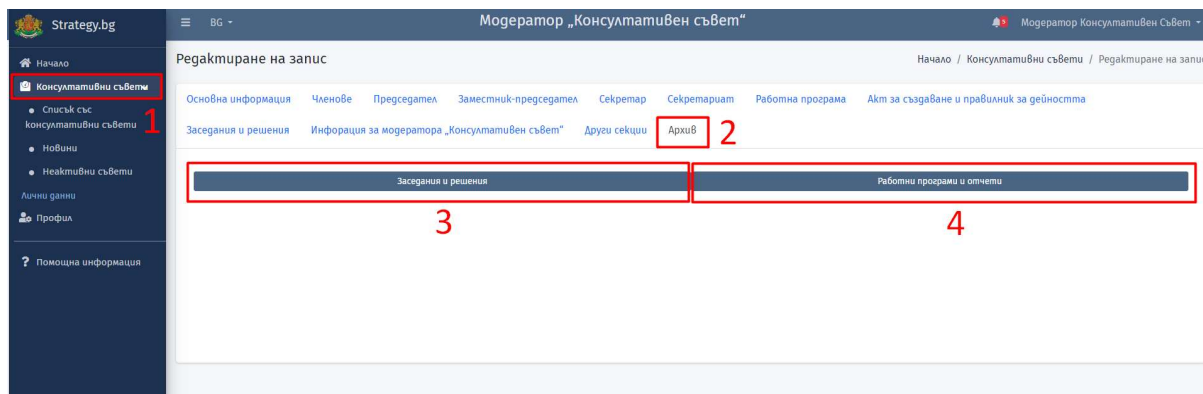 Strategy.bg
BG
Модератор „Консултативен съвет“
5
Модератор Консултативен Съвет
Начало
Консултативни съвети
1
Списък със
консултативни съвети
Новини
Неактивни съвети
Лични данни
Профил
? Помощна информация
Редактиране на запис
Начало / Консултативни съвети / Редактиране на запис
Основна информация Членове Председател Заместник-председател Секретар Секретариат Работна програма Акт за създаване и правилник за дейността
Заседания и решения Инфорация за модератора „Консултативен съвет“ Други секции Архив 2
Заседания и решения Работни програми и отчети
3 4